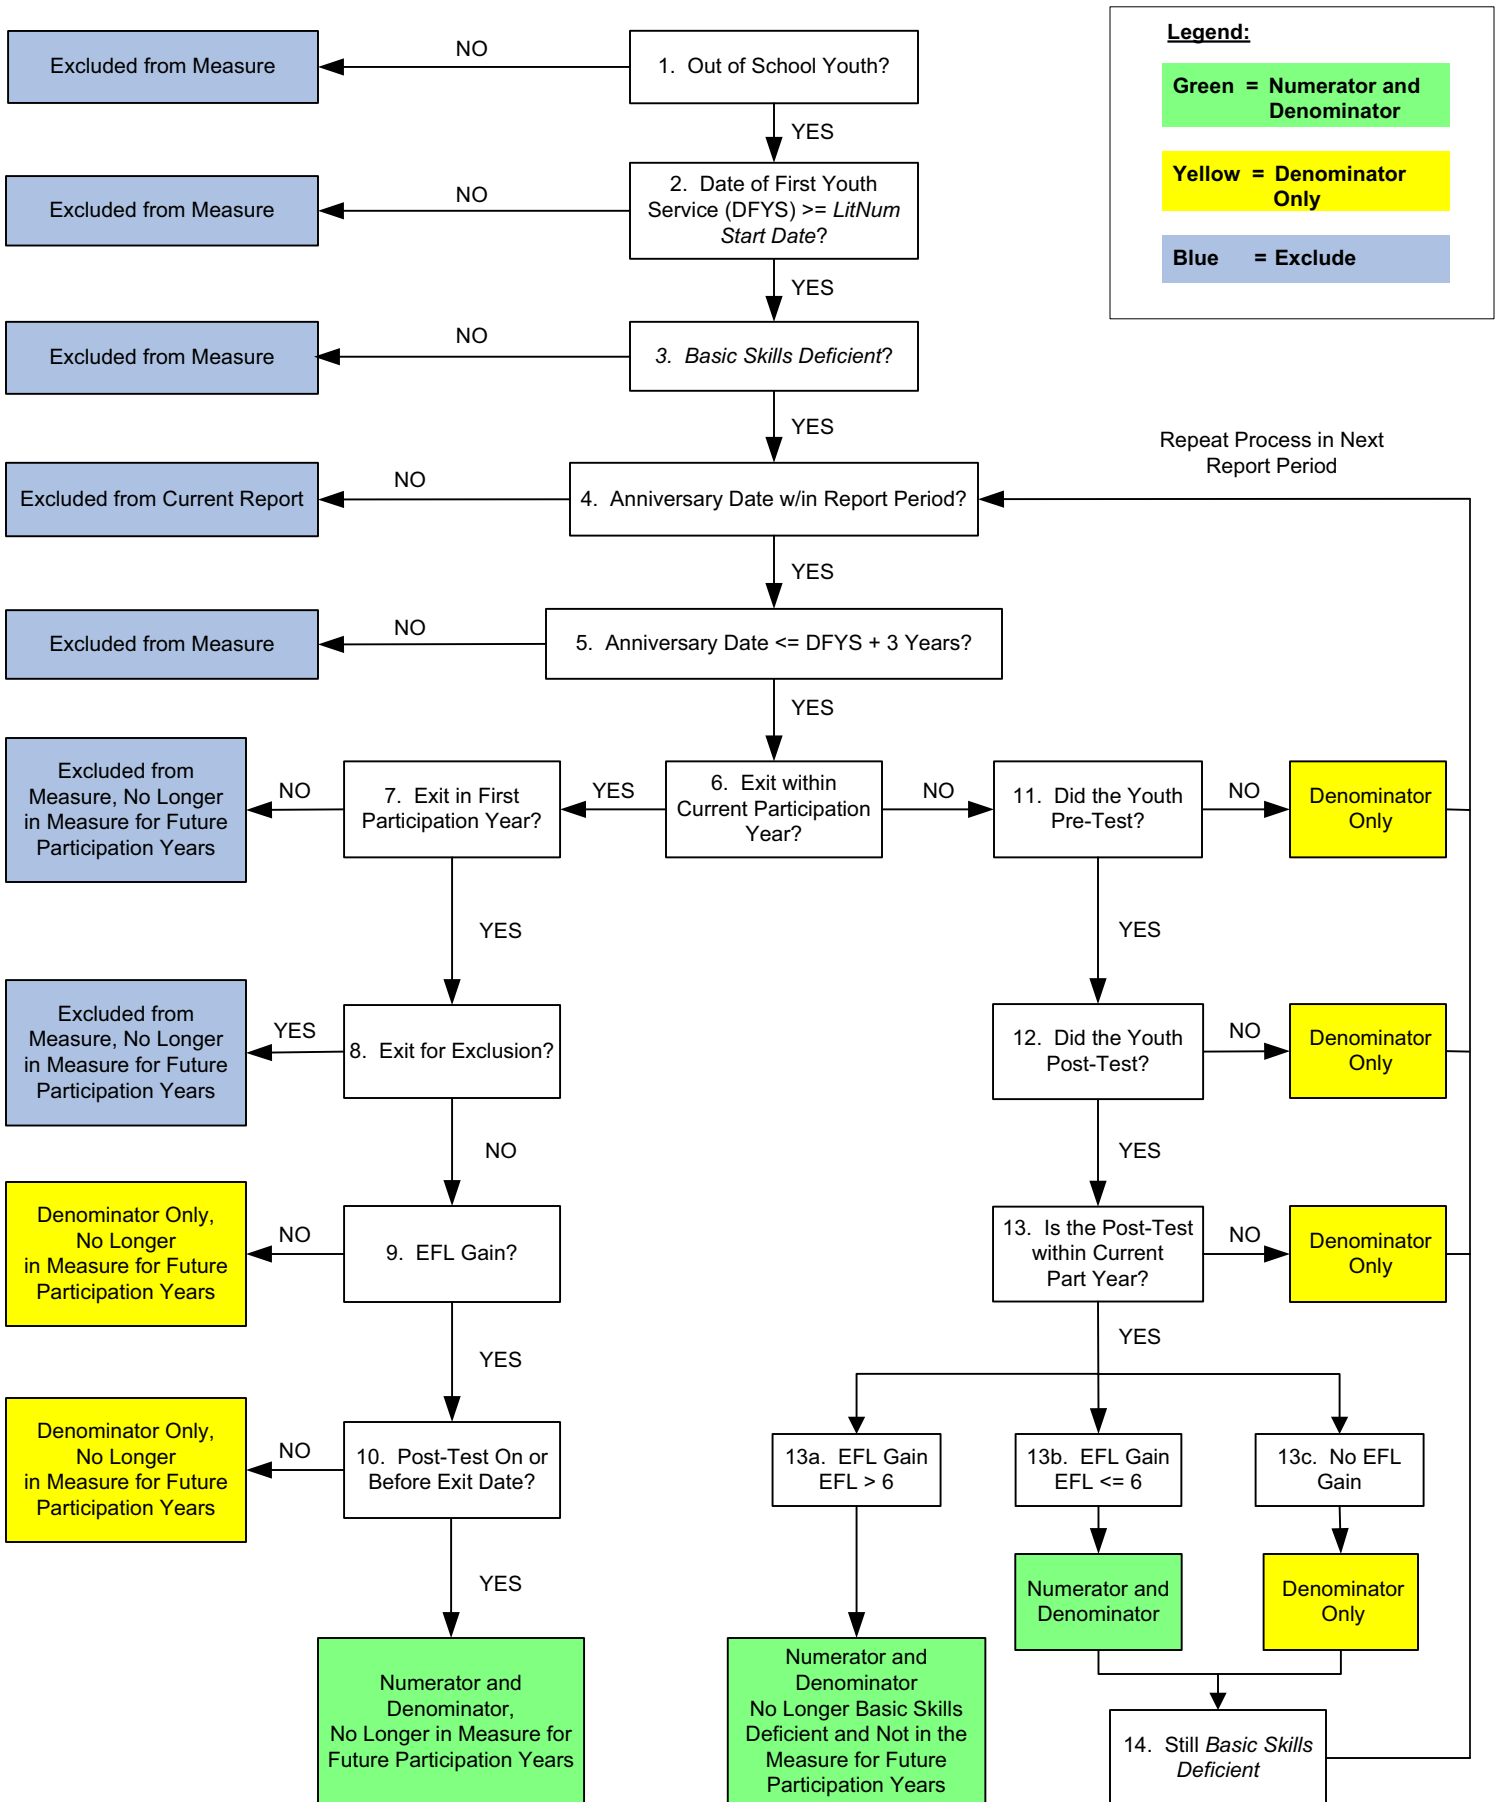 Legend:
Green = Numerator and
Denominator
Yellow = Denominator
Only
Blue = Exclude
Excluded from Measure
NO
1. Out of School Youth?
YES
Excluded from Measure
NO
2. Date of First Youth
Service (DFYS) >= LitNum
Start Date?
YES
Excluded from Measure
NO
3. Basic Skills Deficient?
YES
Repeat Process in Next
Report Period
Excluded from Current Report
NO
4. Anniversary Date w/in Report Period?
YES
Excluded from Measure
NO
5. Anniversary Date <= DFYS + 3 Years?
YES
Excluded from
Measure, No Longer
in Measure for Future
Participation Years
NO
7. Exit in First
Participation Year?
YES
6. Exit within
Current Participation
Year?
NO
11. Did the Youth
Pre-Test?
NO
Denominator
Only
YES
YES
Excluded from
Measure, No Longer
in Measure for Future
Participation Years
YES
8. Exit for Exclusion?
12. Did the Youth
Post-Test?
NO
Denominator
Only
NO
YES
Denominator Only,
No Longer
in Measure for Future
Participation Years
NO
9. EFL Gain?
13. Is the Post-Test
within Current
Part Year?
NO
Denominator
Only
YES
YES
Denominator Only,
No Longer
in Measure for Future
Participation Years
NO
10. Post-Test On or
Before Exit Date?
13a. EFL Gain
EFL > 6
13b. EFL Gain
EFL <= 6
13c. No EFL
Gain
YES
Numerator and
Denominator
Denominator
Only
Numerator and
Denominator,
No Longer in Measure for
Future Participation Years
Numerator and
Denominator
No Longer Basic Skills
Deficient and Not in the
Measure for Future
Participation Years
14. Still Basic Skills
Deficient